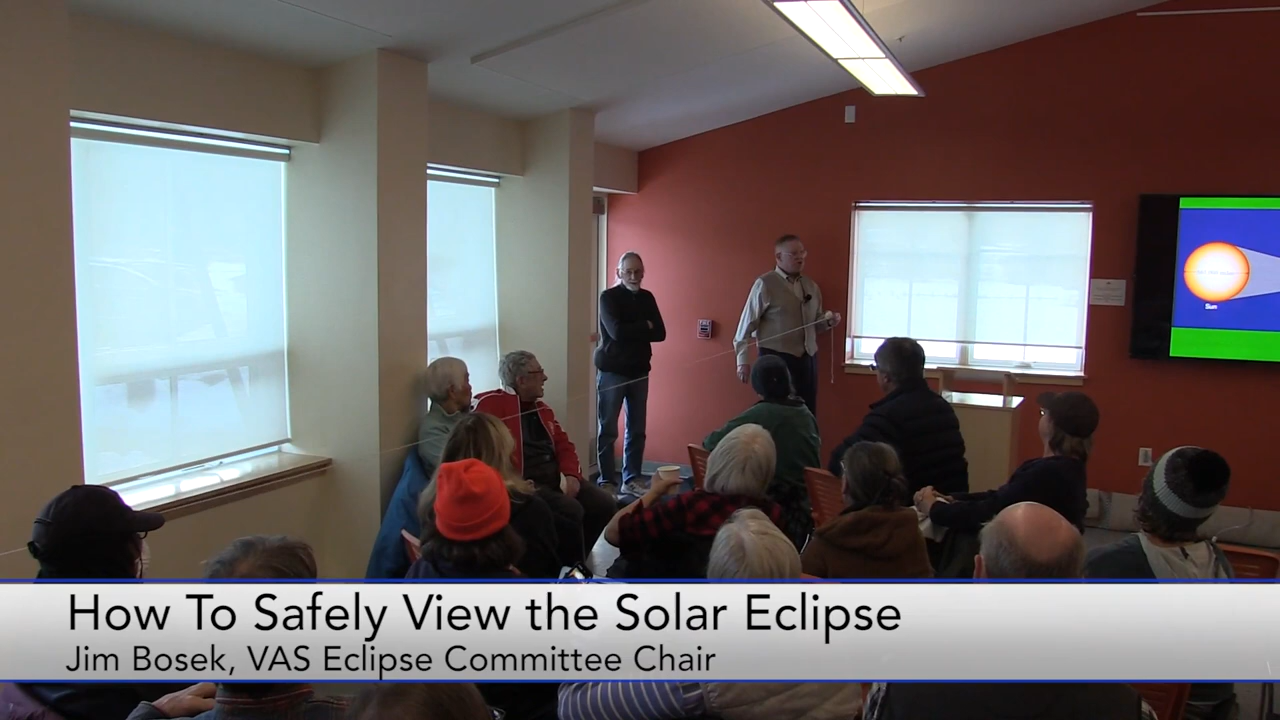 Sun
How To Safely View the Solar Eclipse
Jim Bosek, VAS Eclipse Committee Chair